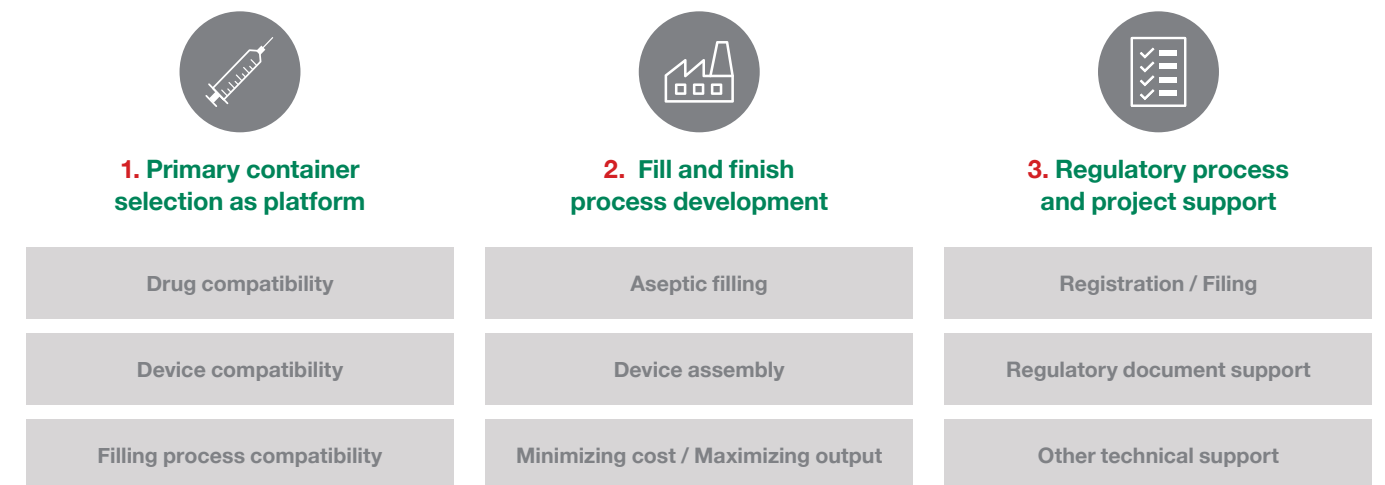 1. Primary container
selection as platform
2. Fill and finish
process development
3. Regulatory process
and project support
Drug compatibility
Aseptic filling
Registration / Filing
Device compatibility
Device assembly
Regulatory document support
Filling process compatibility
Minimizing cost / Maximizing output
Other technical support